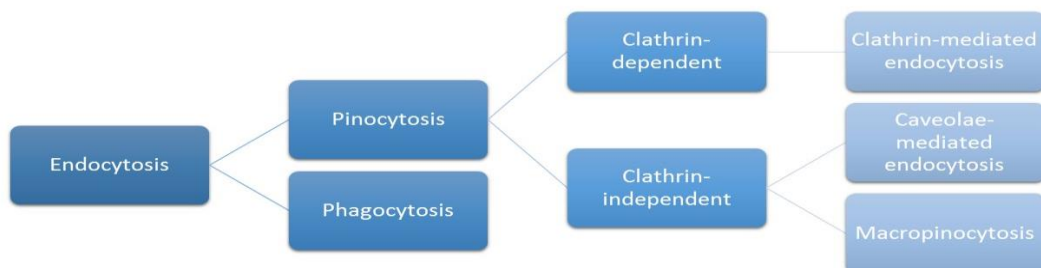 Endocytosis
Pinocytosis
Phagocytosis
Clathrin-
dependent
Clathrin-
independent
Clathrin-mediated
endocytosis
Caveolae-
mediated
endocytosis
Macropinocytosis